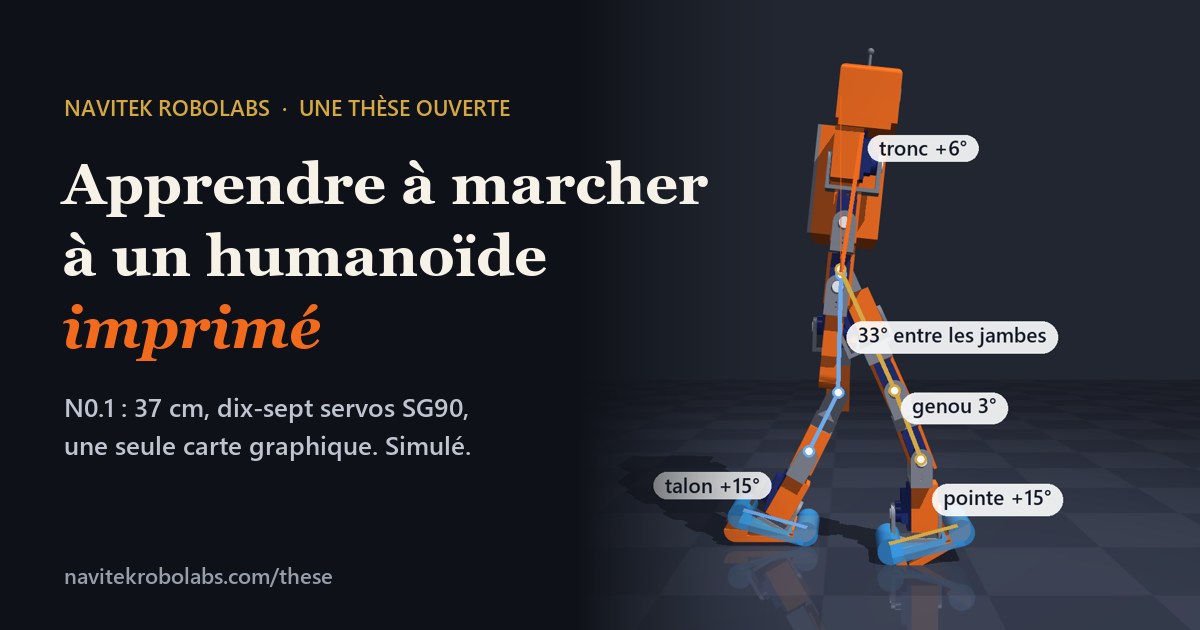 NAVITEK ROBOLABS · UNE THÈSE OUVERTE
Apprendre à marcher
à un humanoïde
imprimé
N0.1 : 37 cm, dix-sept servos SG90,
une seule carte graphique. Simulé.
navitekrobolabs.com/these
tronc +6°
33° entre les jambes
genou 3°
talon +15°
pointe +15°